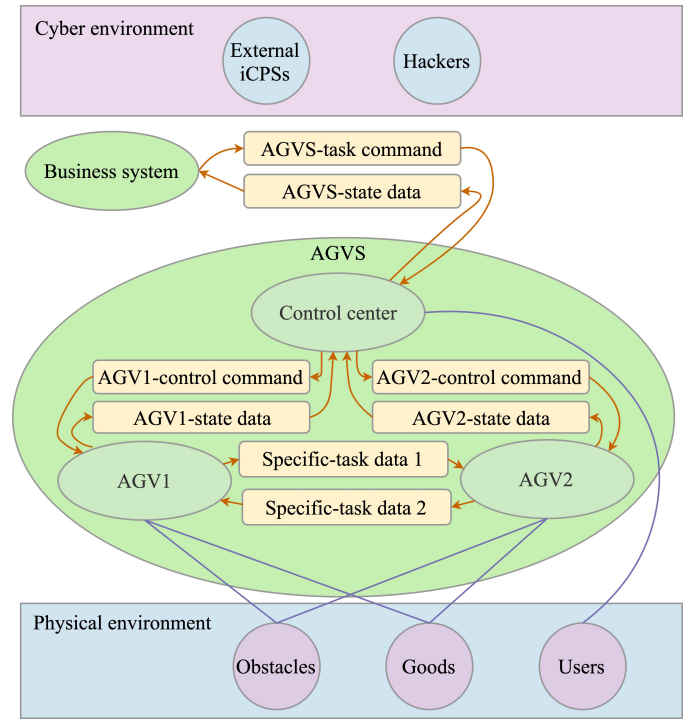 Cyber environment
External
iCPSs
Hackers
AGVS-task command
Business system
AGVS-state data
AGVS
Control center
AGV1-control command
AGV2-control command
AGV1-state data
AGV2-state data
Specific-task data 1
AGV1
AGV2
Specific-task data 2
Physical environment
Obstacles
Goods
Users